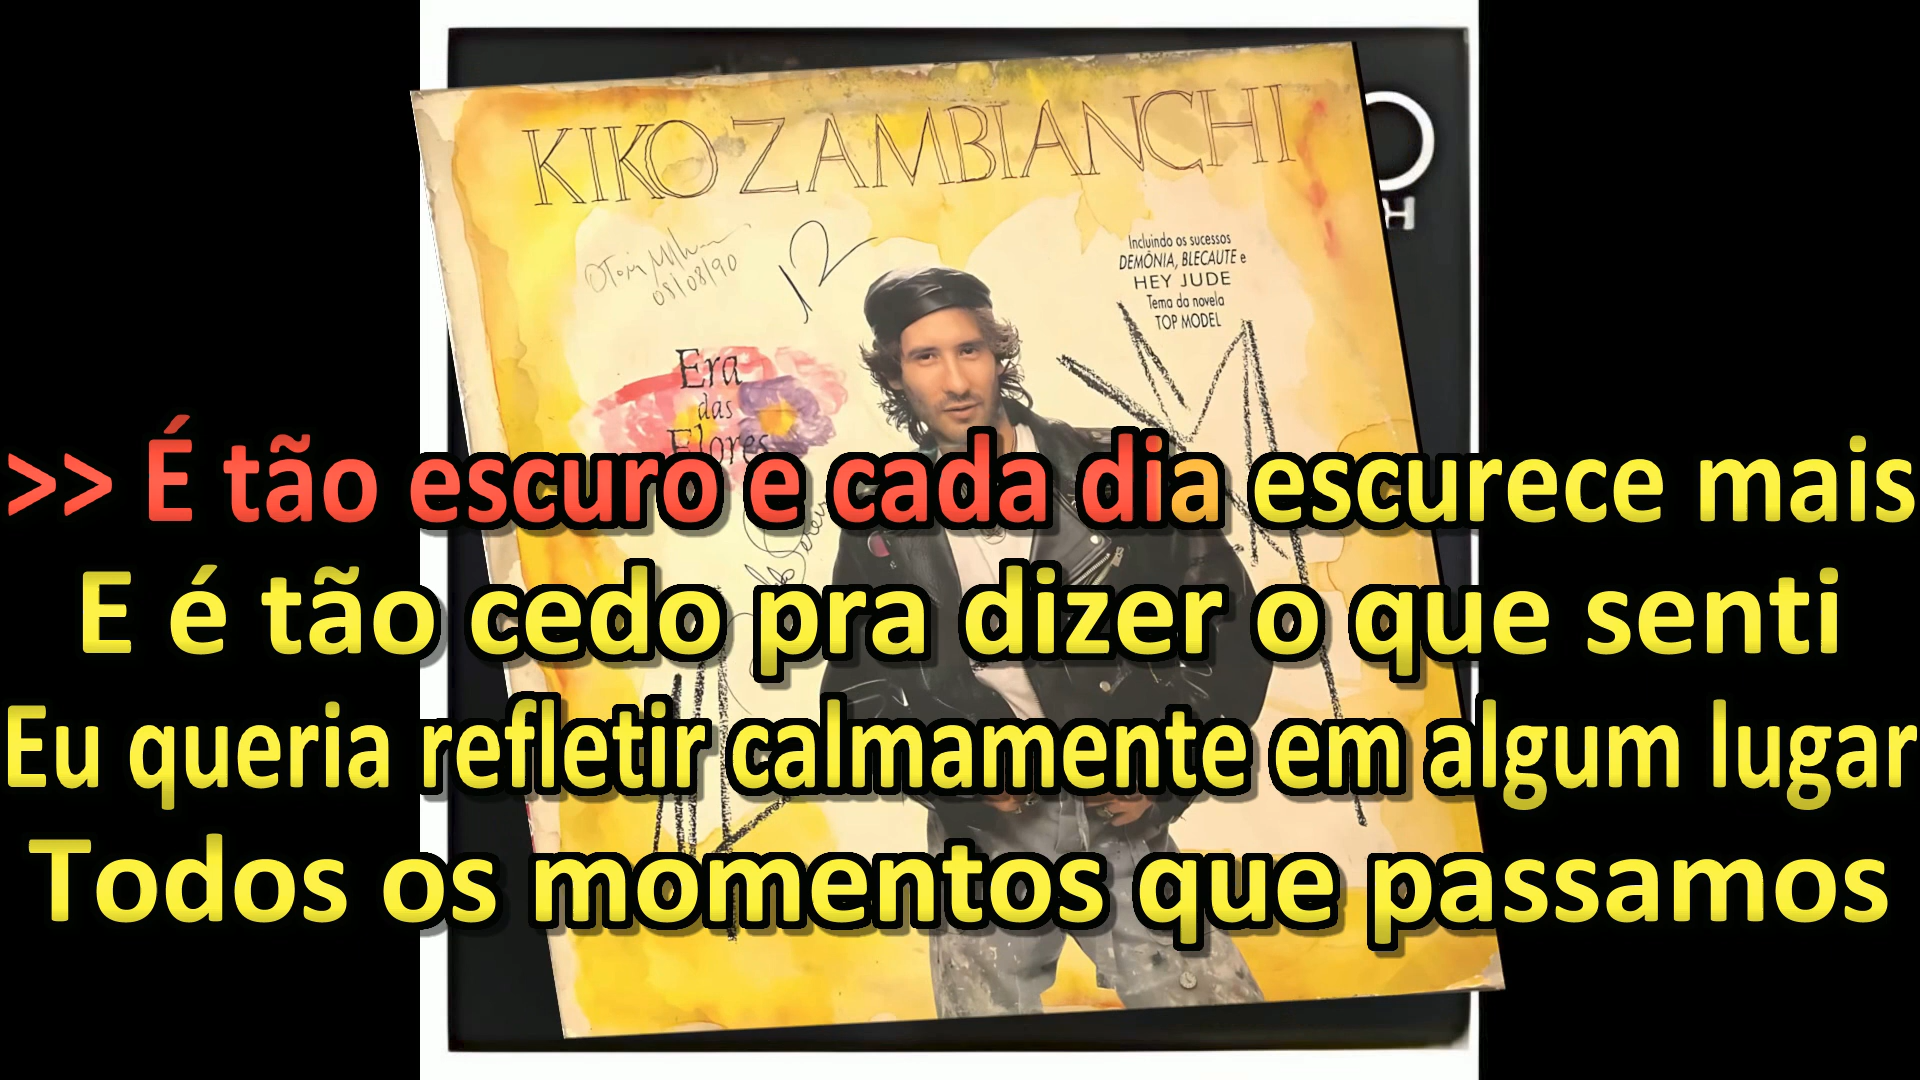 KIKO ZAMBIANCHI
Incluindo os sucessos
DEMÔNIA, BLECAUTE e
HEY JUDE
Tema da novela
TOP MODEL
05/08/90
Era
das
Flores
>> É tão escuro e cada dia escurece mais
E é tão cedo pra dizer o que senti
Eu queria refletir calmamente em algum lugar
Todos os momentos que passamos